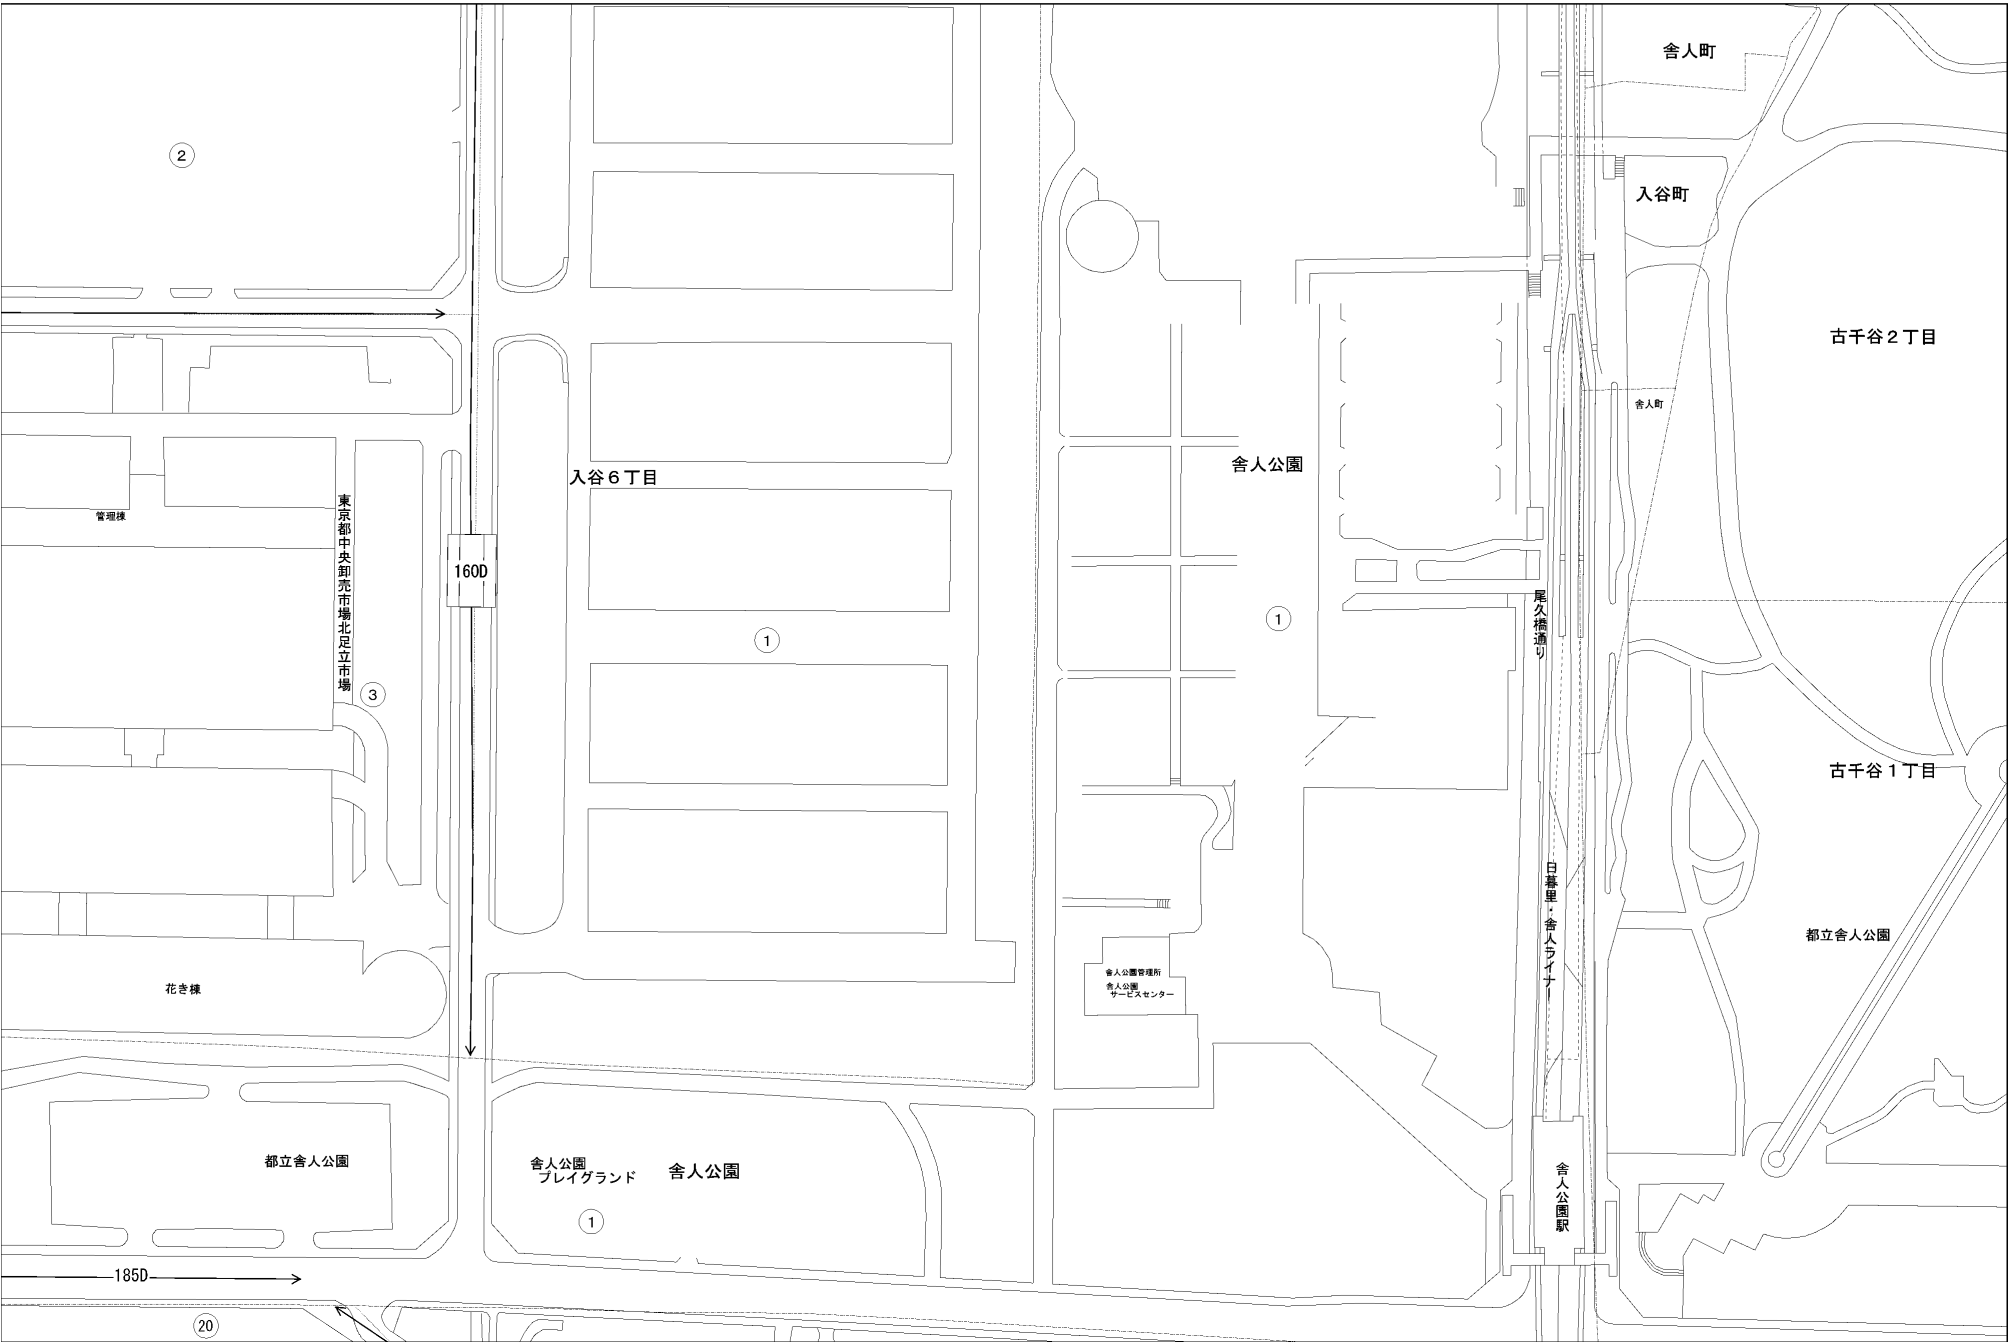 舎人町
②
入谷町
古千谷２丁目
舎人町
舎人公園
入谷６丁目
東京都中央卸売市場北足立市場
管理棟
160D
尾久橋通り
①
①
③
古千谷１丁目
日暮里・舎人ライナー
都立舎人公園
舎人公園管理所
舎人公園
サービスセンター
花き棟
都立舎人公園
舎人公園
プレイグランド
舎人公園
舎人公園駅
①
185D
⑳